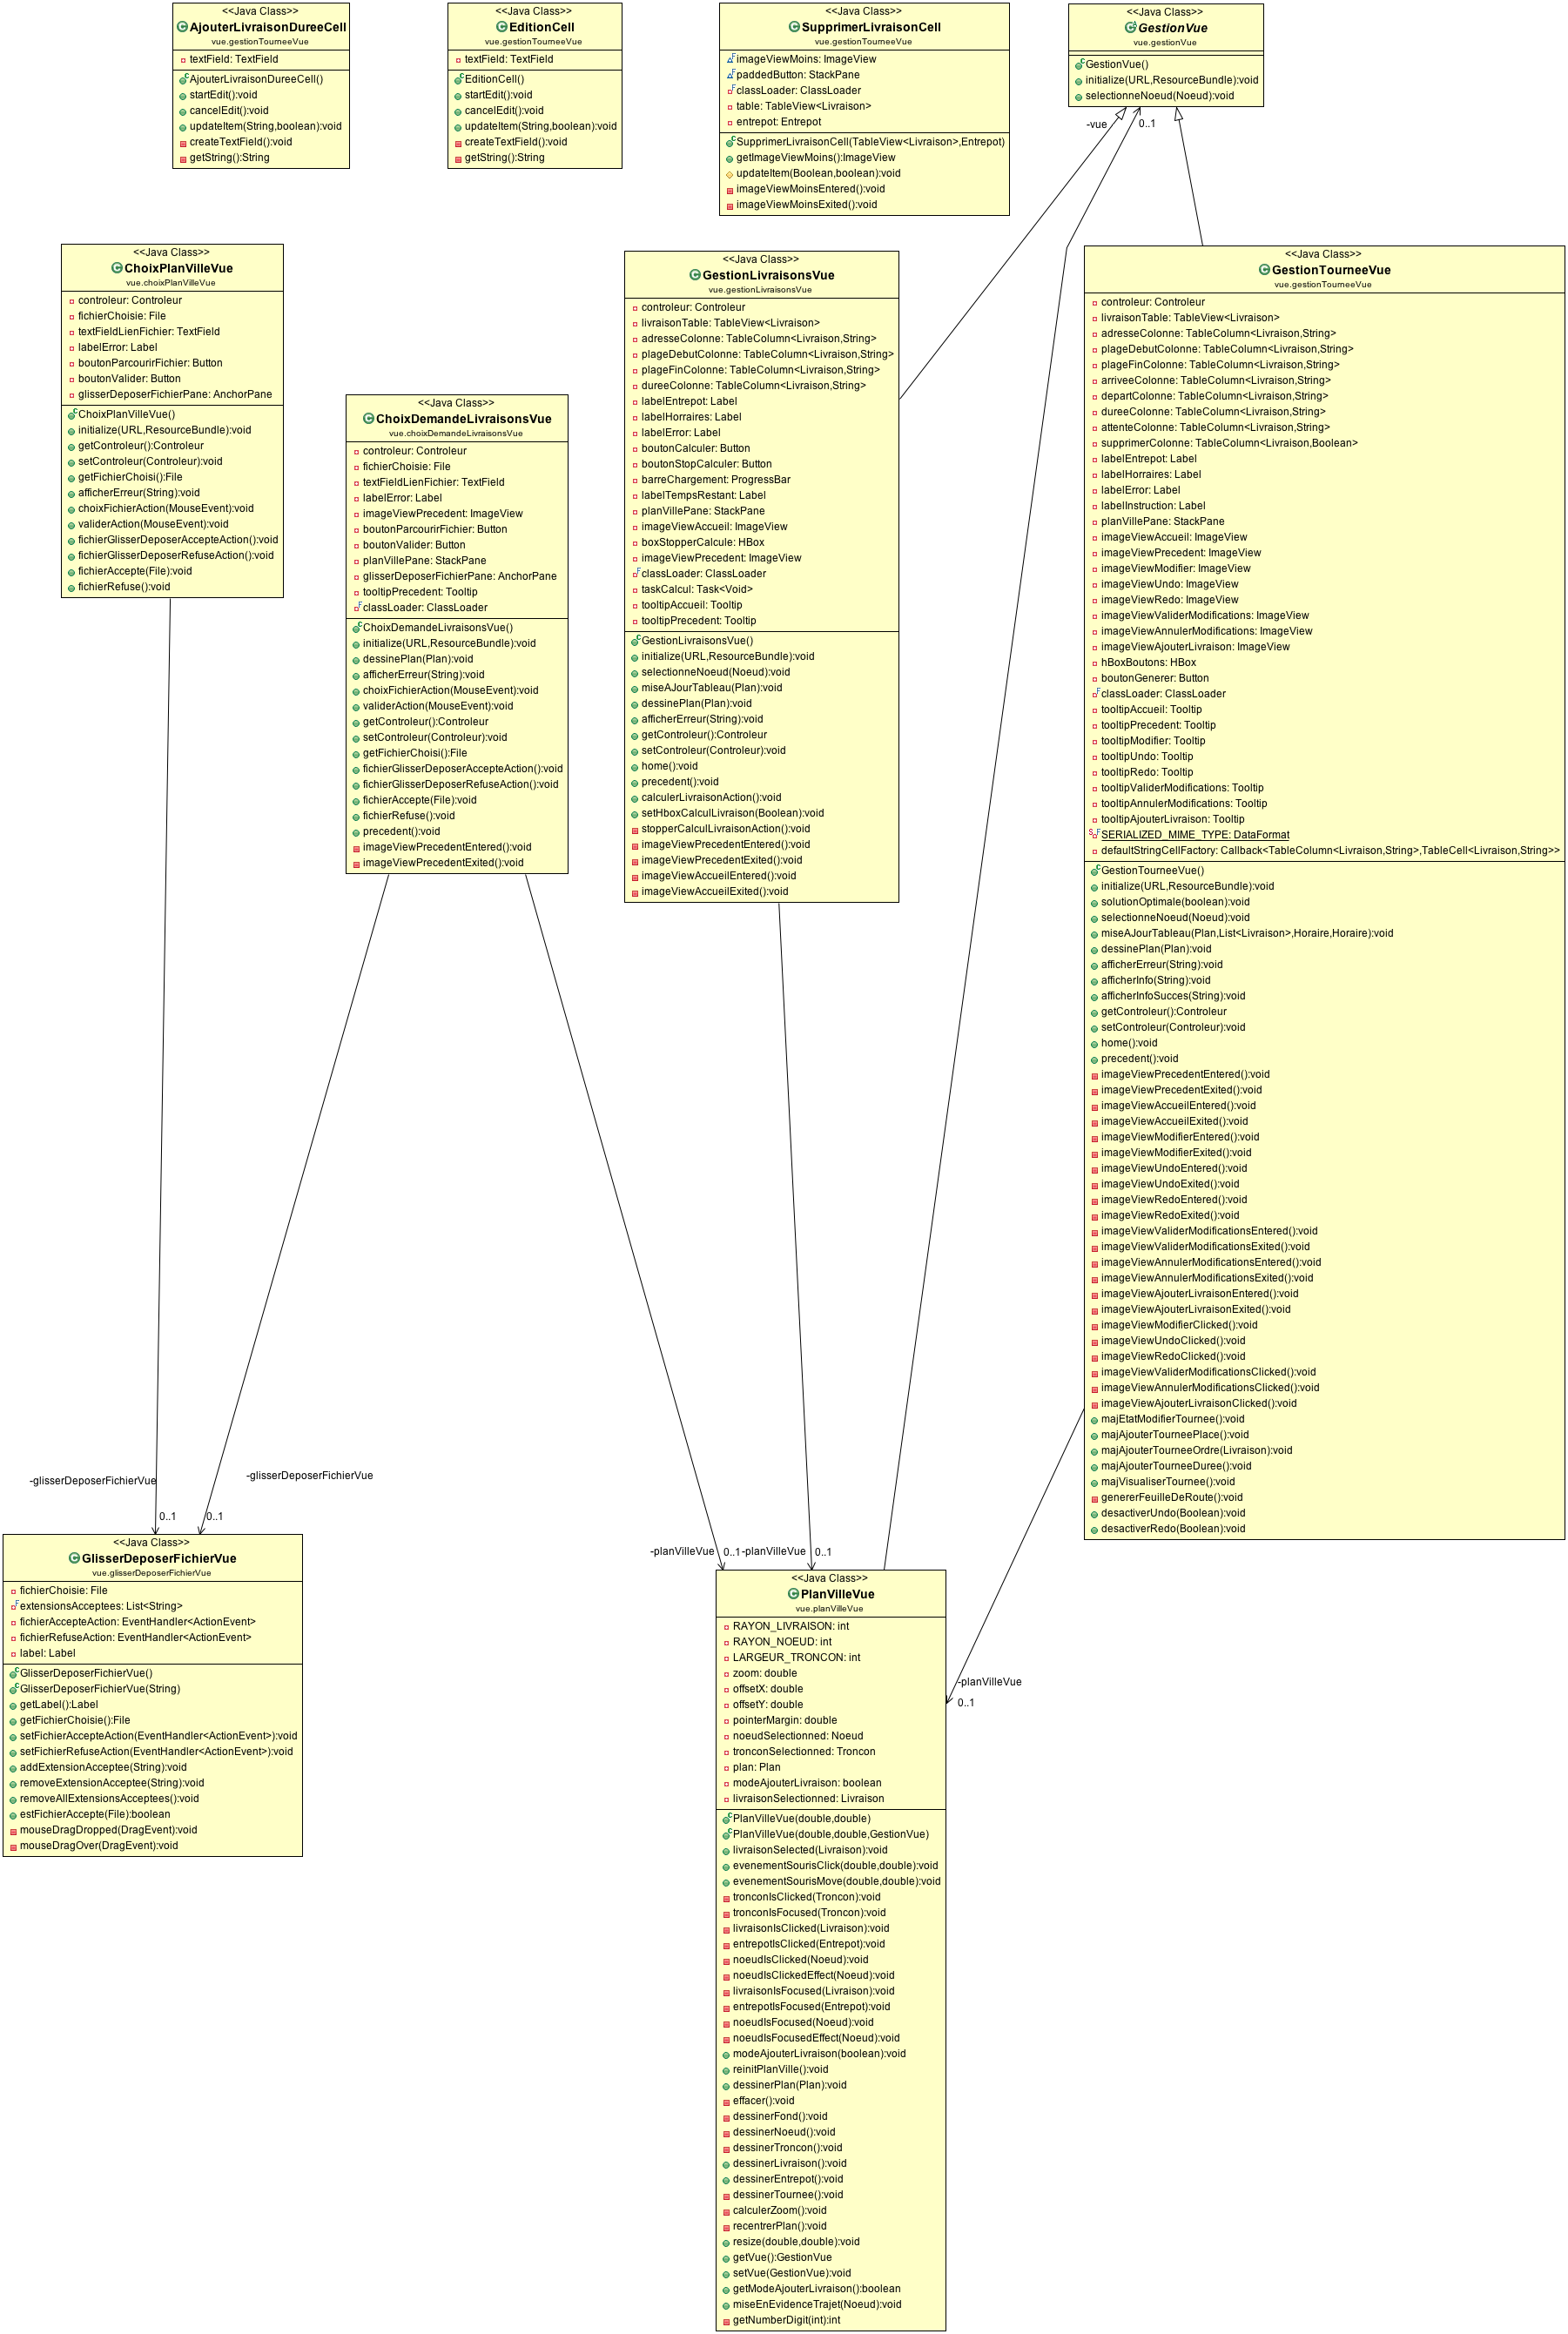 <<Java Class>>
AjouterLivraisonDureeCell
vue.gestionTourneeVue
textField: TextField
AjouterLivraisonDureeCell()
startEdit():void
cancelEdit():void
updateItem(String,boolean):void
createTextField():void
getString():String
<<Java Class>>
EditionCell
vue.gestionTourneeVue
textField: TextField
EditionCell()
startEdit():void
cancelEdit():void
updateItem(String,boolean):void
createTextField():void
getString():String
<<Java Class>>
SupprimerLivraisonCell
vue.gestionTourneeVue
imageViewMoins: ImageView
paddedButton: StackPane
classLoader: ClassLoader
table: TableView<Livraison>
entrepot: Entrepot
SupprimerLivraisonCell(TableView<Livraison>,Entrepot)
getImageViewMoins():ImageView
updateItem(Boolean,boolean):void
imageViewMoinsEntered():void
imageViewMoinsExited():void
<<Java Class>>
GestionVue
vue.gestionVue
GestionVue()
initialize(URL,ResourceBundle):void
selectionneNoeud(Noeud):void
-vue
0..1
<<Java Class>>
ChoixPlanVilleVue
vue.choixPlanVilleVue
controleur: Controleur
fichierChoisie: File
textFieldLienFichier: TextField
labelError: Label
boutonParcourirFichier: Button
boutonValider: Button
glisserDeposerFichierPane: AnchorPane
ChoixPlanVilleVue()
initialize(URL,ResourceBundle):void
getControleur():Controleur
setControleur(Controleur):void
getFichierChoisi():File
afficherErreur(String):void
choixFichierAction(MouseEvent):void
validerAction(MouseEvent):void
fichierGlisserDeposerAccepteAction():void
fichierGlisserDeposerRefuseAction():void
fichierAccepte(File):void
fichierRefuse():void
<<Java Class>>
ChoixDemandeLivraisonsVue
vue.choixDemandeLivraisonsVue
controleur: Controleur
fichierChoisie: File
textFieldLienFichier: TextField
labelError: Label
imageViewPrecedent: ImageView
boutonParcourirFichier: Button
boutonValider: Button
planVillePane: StackPane
glisserDeposerFichierPane: AnchorPane
tooltipPrecedent: Tooltip
classLoader: ClassLoader
ChoixDemandeLivraisonsVue()
initialize(URL,ResourceBundle):void
dessinePlan(Plan):void
afficherErreur(String):void
choixFichierAction(MouseEvent):void
validerAction(MouseEvent):void
getControleur():Controleur
setControleur(Controleur):void
getFichierChoisi():File
fichierGlisserDeposerAccepteAction():void
fichierGlisserDeposerRefuseAction():void
fichierAccepte(File):void
fichierRefuse():void
precedent():void
imageViewPrecedentEntered():void
imageViewPrecedentExited():void
<<Java Class>>
GestionLivraisonsVue
vue.gestionLivraisonsVue
controleur: Controleur
livraisonTable: TableView<Livraison>
adresseColonne: TableColumn<Livraison,String>
plageDebutColonne: TableColumn<Livraison,String>
plageFinColonne: TableColumn<Livraison,String>
dureeColonne: TableColumn<Livraison,String>
labelEntrepot: Label
labelHorraires: Label
labelError: Label
boutonCalculer: Button
boutonStopCalculer: Button
barreChargement: ProgressBar
labelTempsRestant: Label
planVillePane: StackPane
imageViewAccueil: ImageView
boxStopperCalcule: HBox
imageViewPrecedent: ImageView
classLoader: ClassLoader
taskCalcul: Task<Void>
tooltipAccueil: Tooltip
tooltipPrecedent: Tooltip
GestionLivraisonsVue()
initialize(URL,ResourceBundle):void
selectionneNoeud(Noeud):void
miseAJourTableau(Plan):void
dessinePlan(Plan):void
afficherErreur(String):void
getControleur():Controleur
setControleur(Controleur):void
home():void
precedent():void
calculerLivraisonAction():void
setHboxCalculLivraison(Boolean):void
stopperCalculLivraisonAction():void
imageViewPrecedentEntered():void
imageViewPrecedentExited():void
imageViewAccueilEntered():void
imageViewAccueilExited():void
<<Java Class>>
GestionTourneeVue
vue.gestionTourneeVue
controleur: Controleur
livraisonTable: TableView<Livraison>
adresseColonne: TableColumn<Livraison,String>
plageDebutColonne: TableColumn<Livraison,String>
plageFinColonne: TableColumn<Livraison,String>
arriveeColonne: TableColumn<Livraison,String>
departColonne: TableColumn<Livraison,String>
dureeColonne: TableColumn<Livraison,String>
attenteColonne: TableColumn<Livraison,String>
supprimerColonne: TableColumn<Livraison,Boolean>
labelEntrepot: Label
labelHorraires: Label
labelError: Label
labelInstruction: Label
planVillePane: StackPane
imageViewAccueil: ImageView
imageViewPrecedent: ImageView
imageViewModifier: ImageView
imageViewUndo: ImageView
imageViewRedo: ImageView
imageViewValiderModifications: ImageView
imageViewAnnulerModifications: ImageView
imageViewAjouterLivraison: ImageView
hBoxBoutons: HBox
boutonGenerer: Button
classLoader: ClassLoader
tooltipAccueil: Tooltip
tooltipPrecedent: Tooltip
tooltipModifier: Tooltip
tooltipUndo: Tooltip
tooltipRedo: Tooltip
tooltipValiderModifications: Tooltip
tooltipAnnulerModifications: Tooltip
tooltipAjouterLivraison: Tooltip
SERIALIZED_MIME_TYPE: DataFormat
defaultStringCellFactory: Callback<TableColumn<Livraison,String>,TableCell<Livraison,String>>
GestionTourneeVue()
initialize(URL,ResourceBundle):void
solutionOptimale(boolean):void
selectionneNoeud(Noeud):void
miseAJourTableau(Plan,List<Livraison>,Horaire,Horaire):void
dessinePlan(Plan):void
afficherErreur(String):void
afficherInfo(String):void
afficherInfoSucces(String):void
getControleur():Controleur
setControleur(Controleur):void
home():void
precedent():void
imageViewPrecedentEntered():void
imageViewPrecedentExited():void
imageViewAccueilEntered():void
imageViewAccueilExited():void
imageViewModifierEntered():void
imageViewModifierExited():void
imageViewUndoEntered():void
imageViewUndoExited():void
imageViewRedoEntered():void
imageViewRedoExited():void
imageViewValiderModificationsEntered():void
imageViewValiderModificationsExited():void
imageViewAnnulerModificationsEntered():void
imageViewAnnulerModificationsExited():void
imageViewAjouterLivraisonEntered():void
imageViewAjouterLivraisonExited():void
imageViewModifierClicked():void
imageViewUndoClicked():void
imageViewRedoClicked():void
imageViewValiderModificationsClicked():void
imageViewAnnulerModificationsClicked():void
imageViewAjouterLivraisonClicked():void
majEtatModifierTournee():void
majAjouterTourneePlace():void
majAjouterTourneeOrdre(Livraison):void
majAjouterTourneeDuree():void
majVisualiserTournee():void
genererFeuilleDeRoute():void
desactiverUndo(Boolean):void
desactiverRedo(Boolean):void
-glisserDeposerFichierVue
0..1
-glisserDeposerFichierVue
0..1
-planVilleVue
0..1
-planVilleVue
0..1
-planVilleVue
0..1
<<Java Class>>
GlisserDeposerFichierVue
vue.glisserDeposerFichierVue
fichierChoisie: File
extensionsAcceptees: List<String>
fichierAccepteAction: EventHandler<ActionEvent>
fichierRefuseAction: EventHandler<ActionEvent>
label: Label
GlisserDeposerFichierVue()
GlisserDeposerFichierVue(String)
getLabel():Label
getFichierChoisie():File
setFichierAccepteAction(EventHandler<ActionEvent>):void
setFichierRefuseAction(EventHandler<ActionEvent>):void
addExtensionAcceptee(String):void
removeExtensionAcceptee(String):void
removeAllExtensionsAcceptees():void
estFichierAccepte(File):boolean
mouseDragDropped(DragEvent):void
mouseDragOver(DragEvent):void
<<Java Class>>
PlanVilleVue
vue.planVilleVue
RAYON_LIVRAISON: int
RAYON_NOEUD: int
LARGEUR_TRONCON: int
zoom: double
offsetX: double
offsetY: double
pointerMargin: double
noeudSelectionned: Noeud
tronconSelectionned: Troncon
plan: Plan
modeAjouterLivraison: boolean
livraisonSelectionned: Livraison
PlanVilleVue(double,double)
PlanVilleVue(double,double,GestionVue)
livraisonSelected(Livraison):void
evenementSourisClick(double,double):void
evenementSourisMove(double,double):void
tronconIsClicked(Troncon):void
tronconIsFocused(Troncon):void
livraisonIsClicked(Livraison):void
entrepotIsClicked(Entrepot):void
noeudIsClicked(Noeud):void
noeudIsClickedEffect(Noeud):void
livraisonIsFocused(Livraison):void
entrepotIsFocused(Entrepot):void
noeudIsFocused(Noeud):void
noeudIsFocusedEffect(Noeud):void
modeAjouterLivraison(boolean):void
reinitPlanVille():void
dessinerPlan(Plan):void
effacer():void
dessinerFond():void
dessinerNoeud():void
dessinerTroncon():void
dessinerLivraison():void
dessinerEntrepot():void
dessinerTournee():void
calculerZoom():void
recentrerPlan():void
resize(double,double):void
getVue():GestionVue
setVue(GestionVue):void
getModeAjouterLivraison():boolean
miseEnEvidenceTrajet(Noeud):void
getNumberDigit(int):int